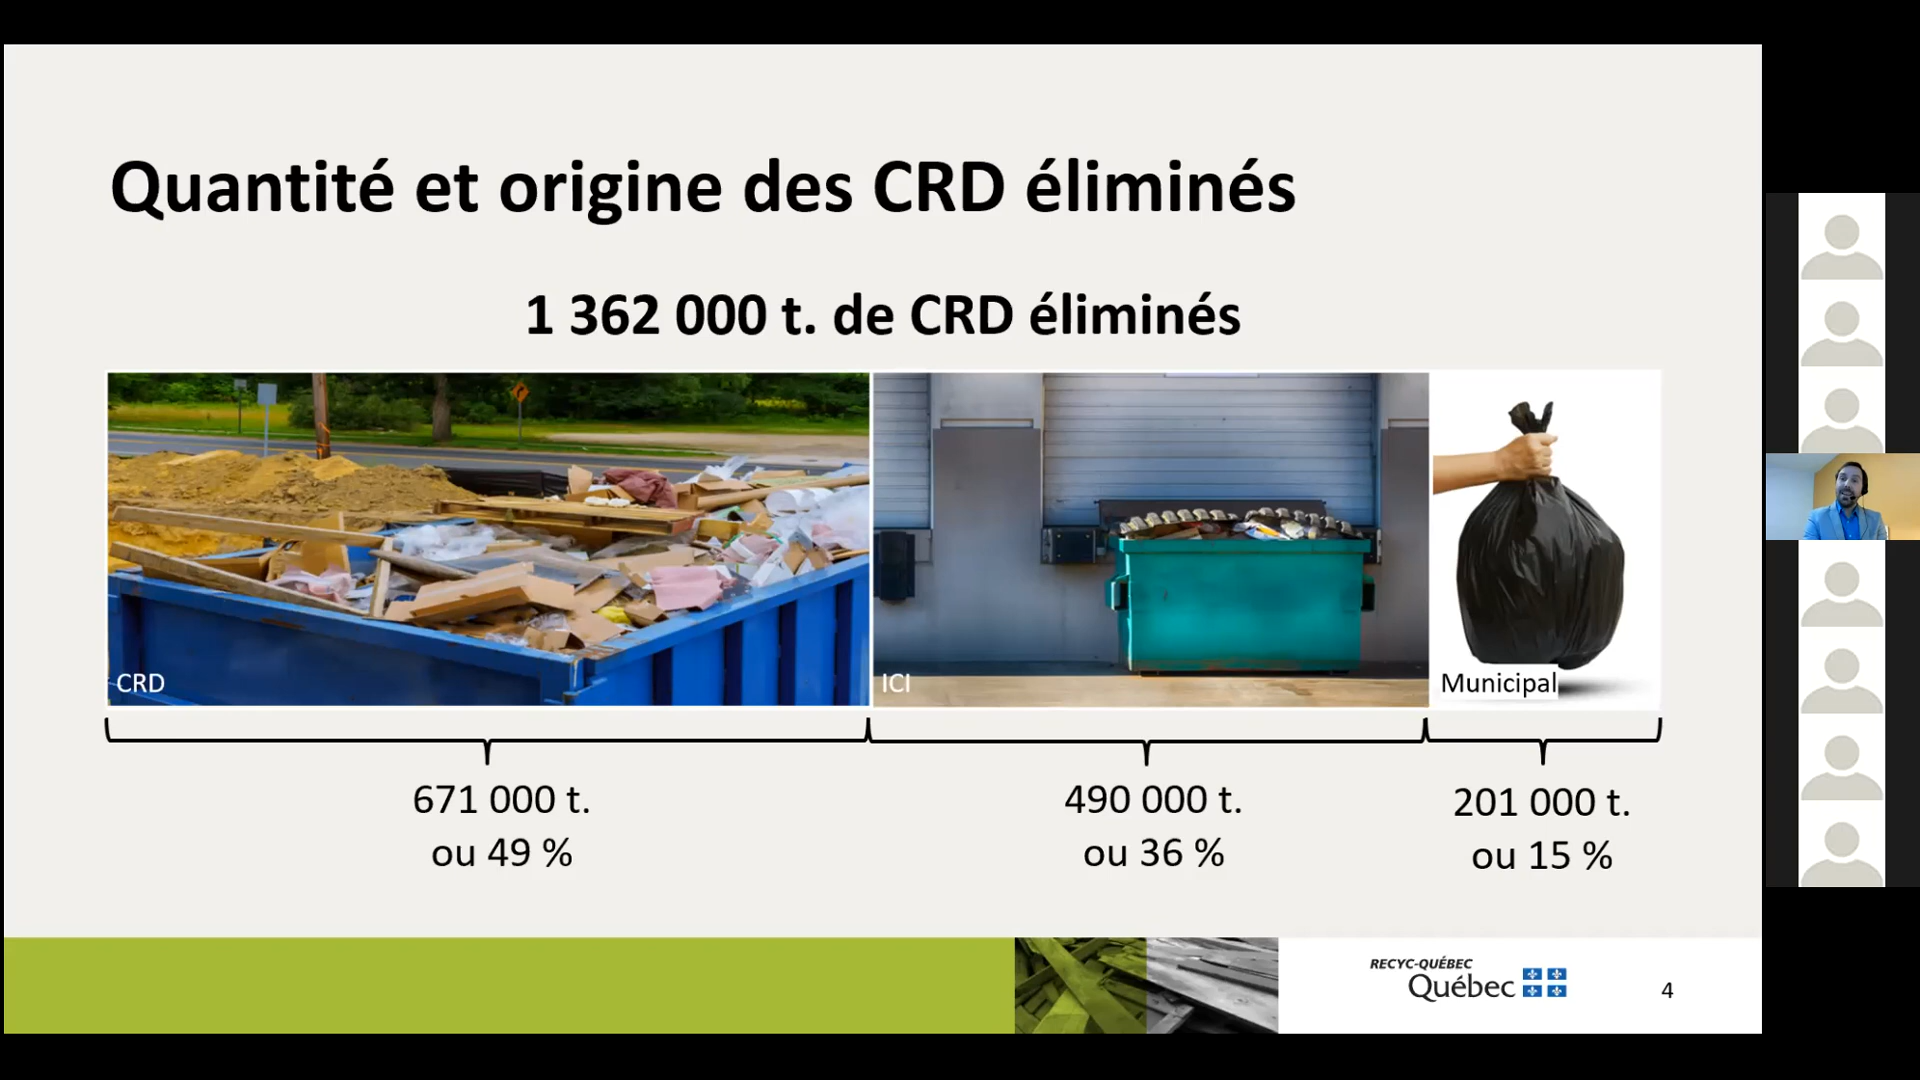 Quantité et origine des CRD éliminés
1 362 000 t. de CRD éliminés
CRD
ICI
Municipal
671 000 t.
ou 49 %
490 000 t.
ou 36 %
201 000 t.
ou 15 %
RECYC-QUÉBEC
Québec
4